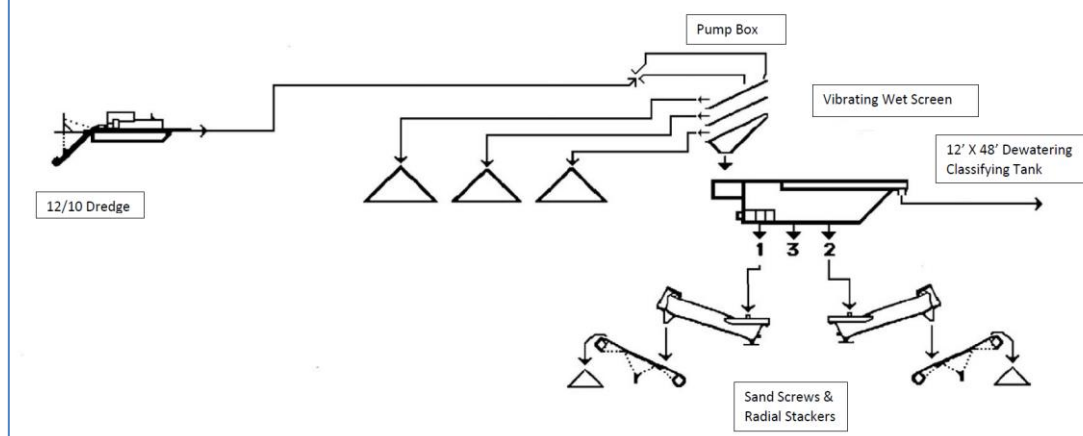 Pump Box
Vibrating Wet Screen
12’ X 48’ Dewatering
Classifying Tank
12/10 Dredge
1 3 2
Sand Screws &
Radial Stackers